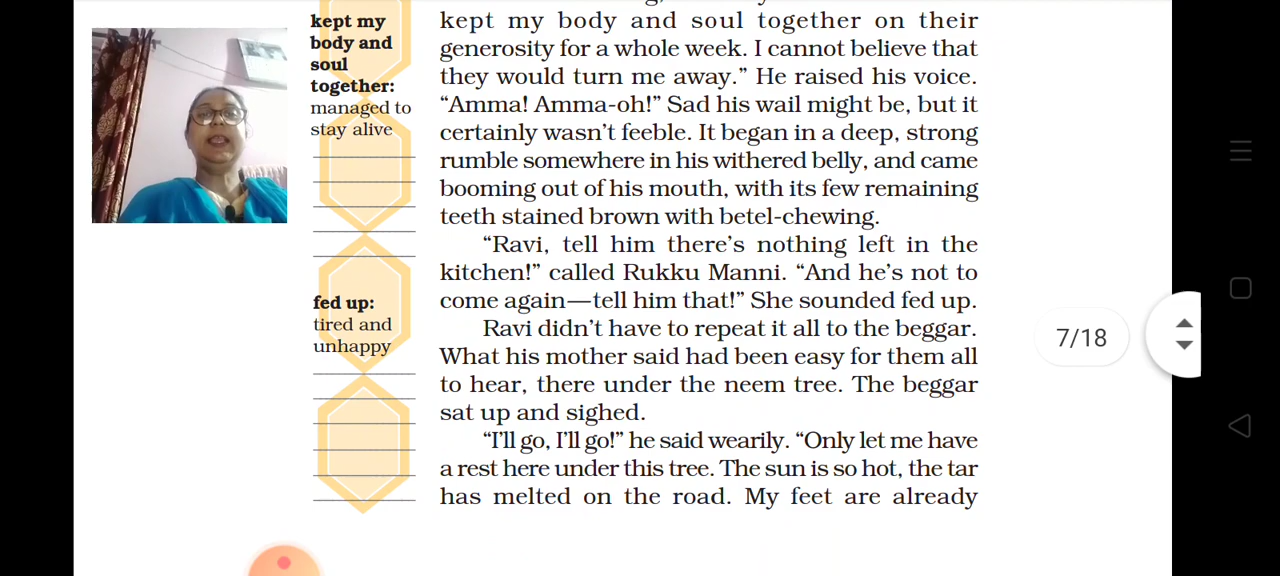 kept my
body and
soul
together:
managed to
stay alive
fed up:
tired and
unhappy
kept my body and soul together on their
generosity for a whole week. I cannot believe that
they would turn me away.” He raised his voice.
“Amma! Amma-oh!” Sad his wail might be, but it
certainly wasn’t feeble. It began in a deep, strong
rumble somewhere in his withered belly, and came
booming out of his mouth, with its few remaining
teeth stained brown with betel-chewing.
“Ravi, tell him there’s nothing left in the
kitchen!” called Rukku Manni. “And he’s not to
come again—tell him that!” She sounded fed up.
Ravi didn’t have to repeat it all to the beggar.
What his mother said had been easy for them all
to hear, there under the neem tree. The beggar
sat up and sighed.
“I’ll go, I’ll go!” he said wearily. “Only let me have
a rest here under this tree. The sun is so hot, the tar
has melted on the road. My feet are already
7/18